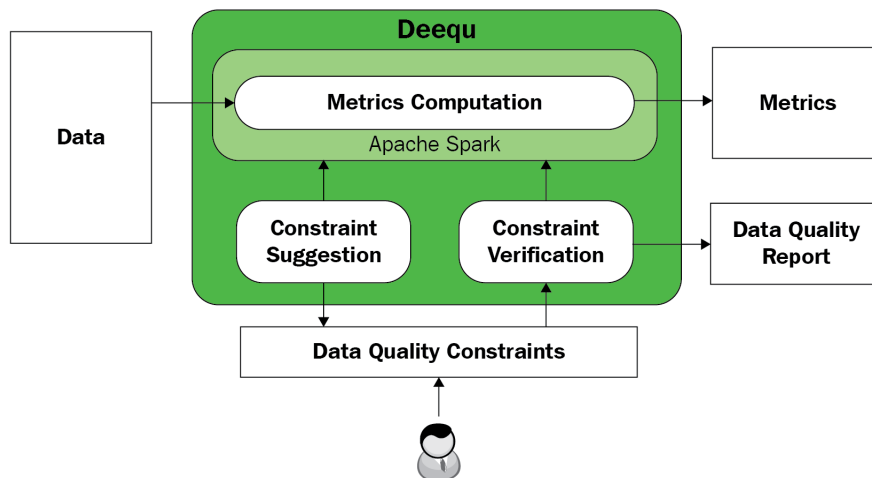 Deequ
Data
Metrics Computation
Apache Spark
Metrics
Constraint
Suggestion
Constraint
Verification
Data Quality
Report
Data Quality Constraints